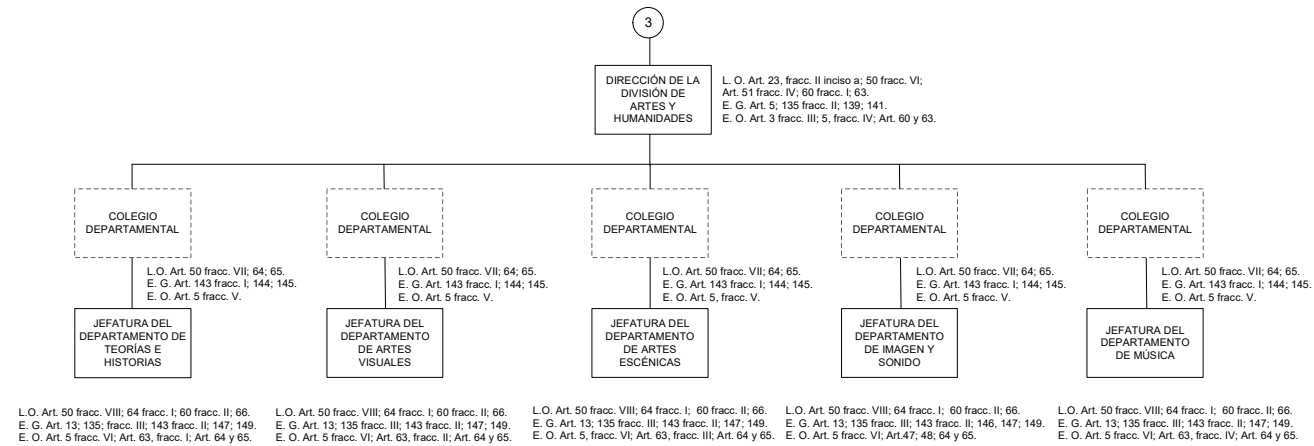 3
DIRECCIÓN DE LA
DIVISIÓN DE
ARTES Y
HUMANIDADES
L. O. Art. 23, fracc. II inciso a; 50 fracc. VI;
Art. 51 fracc. IV; 60 fracc. I; 63.
E. G. Art. 5; 135 fracc. II; 139; 141.
E. O. Art. 3 fracc. III; 5, fracc. IV; Art. 60 y 63.
COLEGIO
DEPARTAMENTAL
L.O. Art. 50 fracc. VII; 64; 65.
E. G. Art. 143 fracc. I; 144; 145.
E. O. Art. 5 fracc. V.
JEFATURA DEL
DEPARTAMENTO DE
TEORÍAS E
HISTORIAS
L.O. Art. 50 fracc. VIII; 64 fracc. I; 60 fracc. II; 66.
E. G. Art. 13; 135; fracc. III; 143 fracc. II; 147; 149.
E. O. Art. 5 fracc. VI; Art. 63, fracc. I; Art. 64 y 65.
COLEGIO
DEPARTAMENTAL
L.O. Art. 50 fracc. VII; 64; 65.
E. G. Art. 143 fracc. I; 144; 145.
E. O. Art. 5 fracc. V.
JEFATURA DEL
DEPARTAMENTO
DE ARTES
VISUALES
L.O. Art. 50 fracc. VIII; 64 fracc. I; 60 fracc. II; 66.
E. G. Art. 13; 135 fracc. III; 143 fracc. II; 147; 149.
E. O. Art. 5 fracc. VI; Art. 63, fracc. II; Art. 64 y 65.
COLEGIO
DEPARTAMENTAL
L.O. Art. 50 fracc. VII; 64; 65.
E. G. Art. 143 fracc. I; 144; 145.
E. O. Art. 5, fracc. V.
JEFATURA DEL
DEPARTAMENTO
DE ARTES
ESCÉNICAS
L.O. Art. 50 fracc. VIII; 64 fracc. I; 60 fracc. II; 66.
E. G. Art. 13; 135 fracc. III; 143 fracc. II; 147; 149.
E. O. Art. 5, fracc. VI; Art. 63, fracc. III; Art. 64 y 65.
COLEGIO
DEPARTAMENTAL
L.O. Art. 50 fracc. VII; 64; 65.
E. G. Art. 143 fracc. I; 144; 145.
E. O. Art. 5 fracc. V.
JEFATURA DEL
DEPARTAMENTO
DE IMAGEN Y
SONIDO
L.O. Art. 50 fracc. VIII; 64 fracc. I; 60 fracc. II; 66.
E. G. Art. 13; 135 fracc. III; 143 fracc. II; 146, 147; 149.
E. O. Art. 5 fracc. VI; Art.47; 48; 64 y 65.
COLEGIO
DEPARTAMENTAL
L.O. Art. 50 fracc. VII; 64; 65.
E. G. Art. 143 fracc. I; 144; 145.
E. O. Art. 5 fracc. V.
JEFATURA DEL
DEPARTAMENTO
DE MÚSICA
L.O. Art. 50 fracc. VIII; 64 fracc. I; 60 fracc. II; 66.
E. G. Art. 13; 135 fracc. III; 143 fracc. II; 147; 149.
E. O. Art. 5 fracc. VI; Art. 63, fracc. IV; Art. 64 y 65.